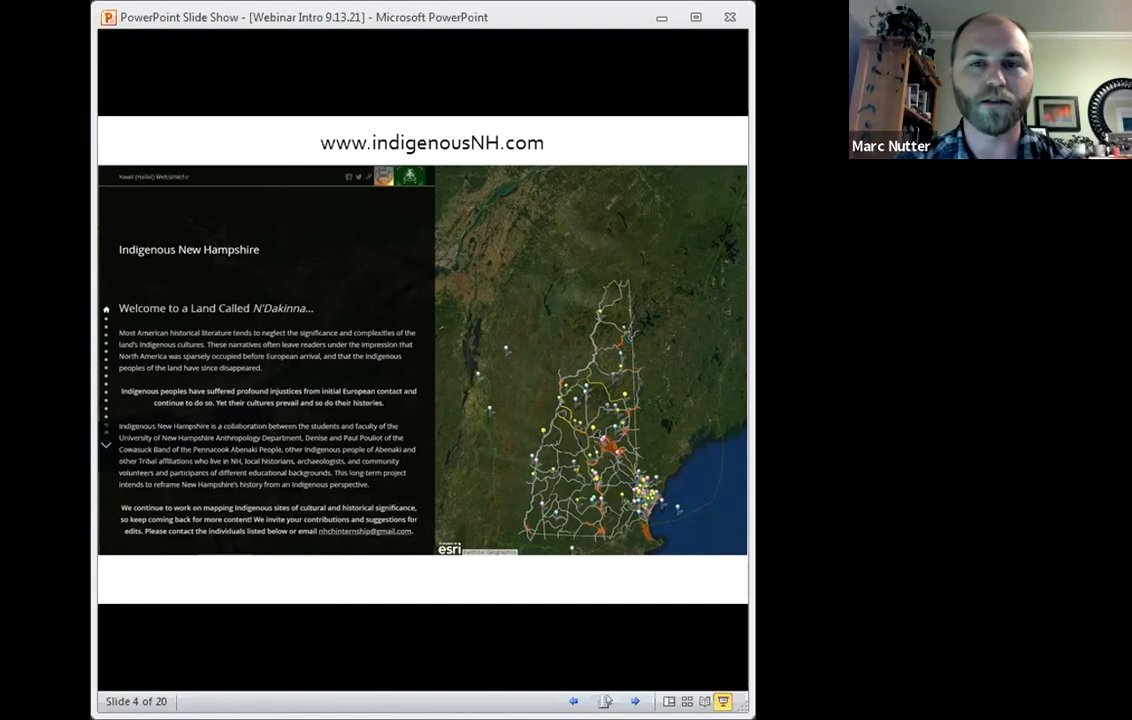 PowerPoint Slide Show - [Webinar Intro 9.13.21] - Microsoft PowerPoint
www.indigenousNH.com
Indigenous New Hampshire
Welcome to a Land Called N'Dakinna...
Most American historical literature tends to neglect the significance and complexities of the
land's Indigenous cultures. These narratives often leave readers under the impression that
North America was sparsely occupied before European arrival, and that the Indigenous
peoples of the land have since disappeared.
Indigenous peoples have suffered profound injustices from initial European contact and
continue to do so. Yet their cultures prevail and so do their histories.
Indigenous New Hampshire is a collaboration between the students and faculty of the
University of New Hampshire Anthropology Department, Denise and Paul Pouliot of the
Cowasuck Band of the Pennacook Abenaki People, other Indigenous people of Abenaki and
other Tribal affiliations who live in NH, local historians, archaeologists, and community
volunteers and participants of different educational backgrounds. This long-term project
intends to reframe New Hampshire's history from an Indigenous perspective.
We continue to work on mapping Indigenous sites of cultural and historical significance,
so keep coming back for more content! We invite your contributions and suggestions for
edits. Please contact the individuals listed below or email nhchinternship@gmail.com.
esri
Earthstar Geographics
Slide 4 of 20
Marc Nutter